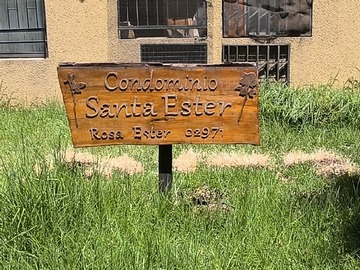 Condominio
Santa Ester
Rosa Ester 6297